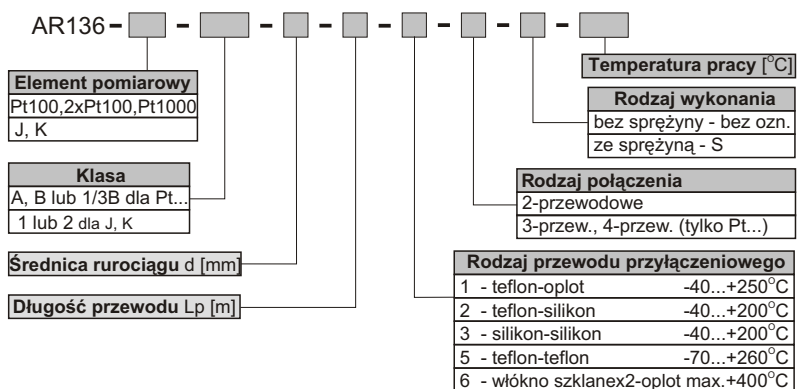 AR136 - - - - - - - -
Temperatura pracy [°C]
Element pomiarowy
Pt100,2xPt100,Pt1000
J, K
Rodzaj wykonania
bez sprężyny - bez ozn.
ze sprężyną - S
Klasa
A, B lub 1/3B dla Pt...
1 lub 2 dla J, K
Rodzaj połączenia
2-przewodowe
3-przew., 4-przew. (tylko Pt...)
Średnica rurociągu d [mm]
Długość przewodu Lp [m]
Rodzaj przewodu przyłączeniowego
1 - teflon-oplot -40...+250°C
2 - teflon-silikon -40...+200°C
3 - silikon-silikon -40...+200°C
5 - teflon-teflon -70...+260°C
6 - włókno szklanex2-oplot max.+400°C